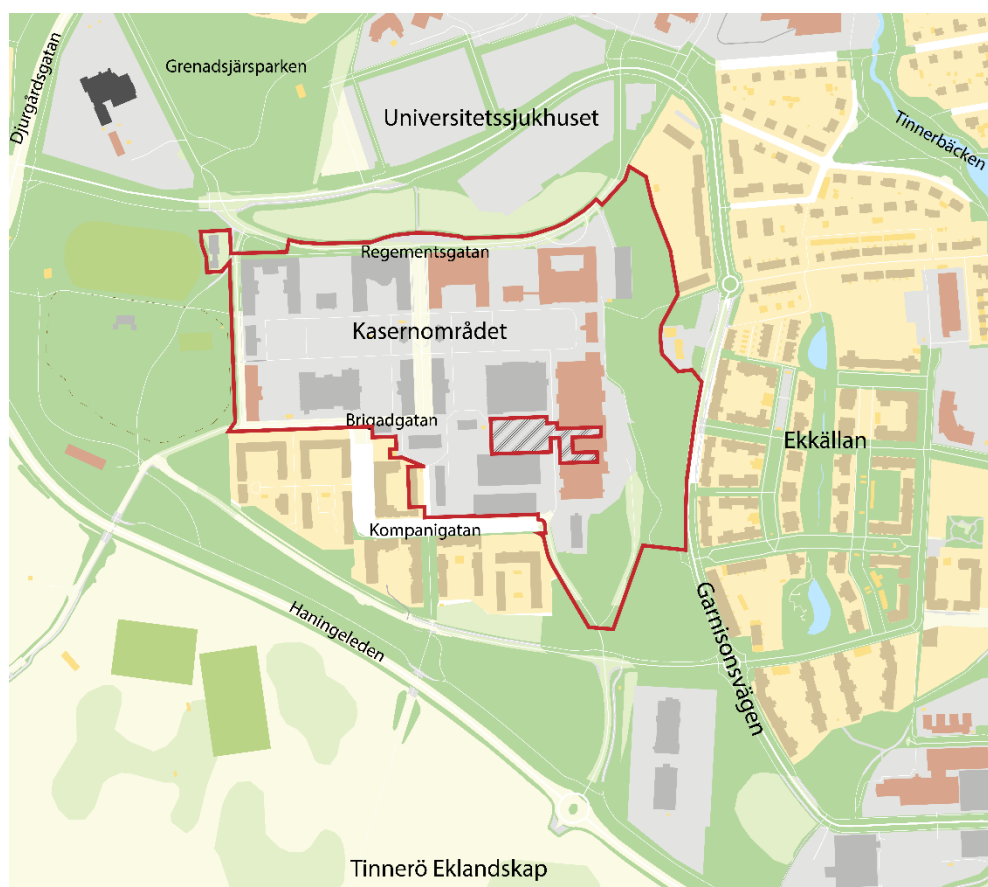 Djurgårdsgatan
Grenadsjärsparken
Universitetssjukhuset
Tinnerbäcken
Regementsgatan
Kasernområdet
Brigadgatan
Ekkällan
Kompanigatan
Haningeleden
Garnisonsvägen
Tinnerö Eklandskap